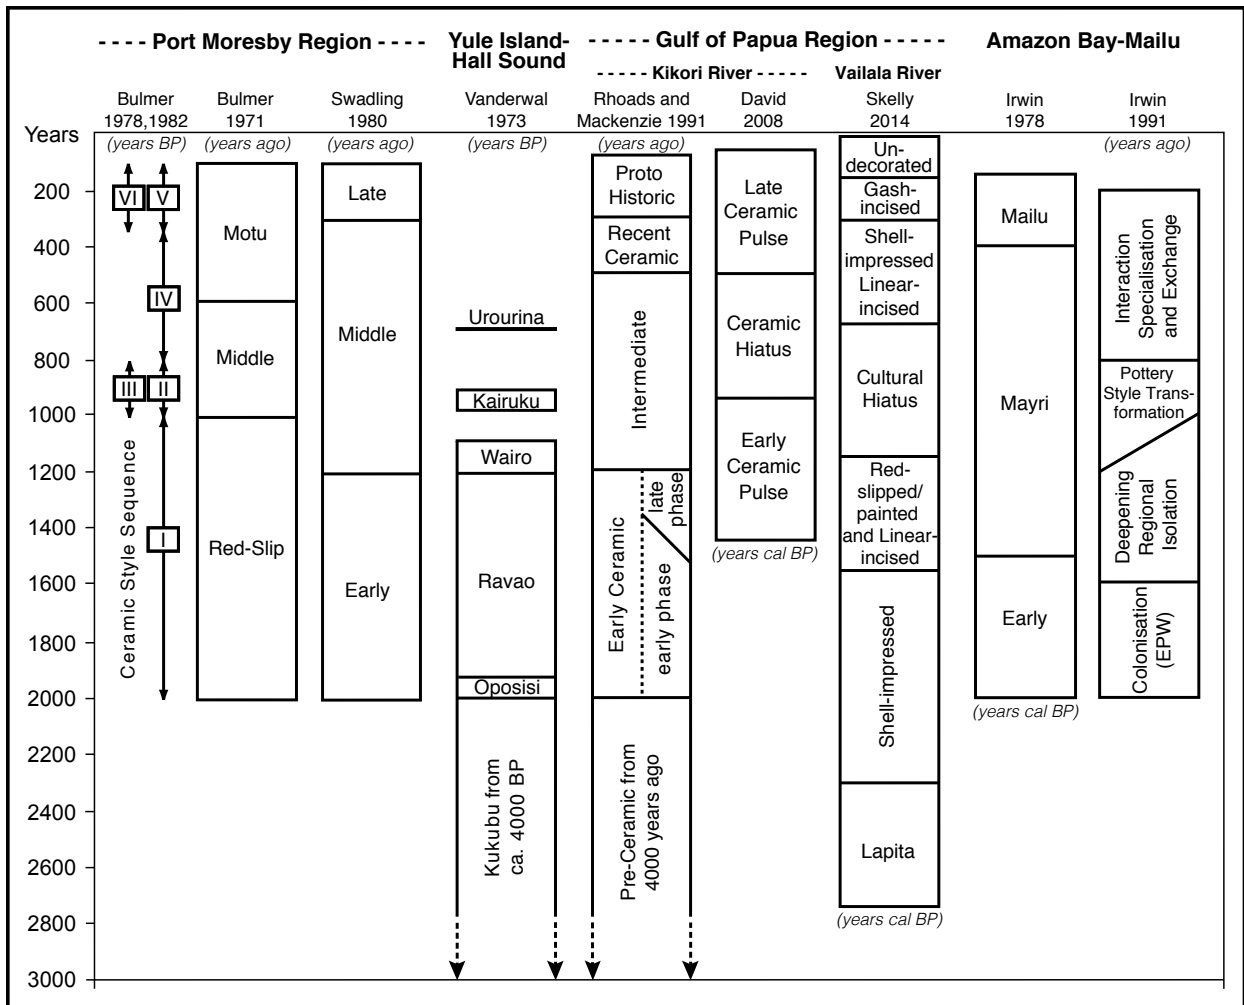 Port Moresby Region
Yule Island-
Hall Sound
Gulf of Papua Region
Amazon Bay-Mailu
Kikori River
Vailala River
Bulmer
1978,1982
(years BP)
Bulmer
1971
(years ago)
Swadling
1980
(years ago)
Vanderwal
1973
(years BP)
Rhoads and
Mackenzie 1991
(years ago)
David
2008
Skelly
2014
Irwin
1978
Irwin
1991
(years ago)
Years
200
400
600
800
1000
1200
1400
1600
1800
2000
2200
2400
2600
2800
3000
VI
V
IV
III
II
I
Ceramic Style Sequence
Motu
Middle
Red-Slip
Late
Middle
Early
Urourina
Kairuku
Wairo
Ravao
Oposisi
Kukubu from
ca. 4000 BP
Proto
Historic
Recent
Ceramic
Intermediate
Early Ceramic
late
phase
early phase
Pre-Ceramic from
4000 years ago
Late
Ceramic
Pulse
Ceramic
Hiatus
Early
Ceramic
Pulse
(years cal BP)
Un-
decorated
Gash-
incised
Shell-
impressed
Linear-
incised
Cultural
Hiatus
Red-
slipped/
painted
and Linear-
incised
Shell-impressed
Lapita
(years cal BP)
Mailu
Mayri
Early
(years cal BP)
Interaction
Specialisation
and Exchange
Pottery
Style Trans-
formation
Deepening
Regional
Isolation
Colonisation
(EPW)